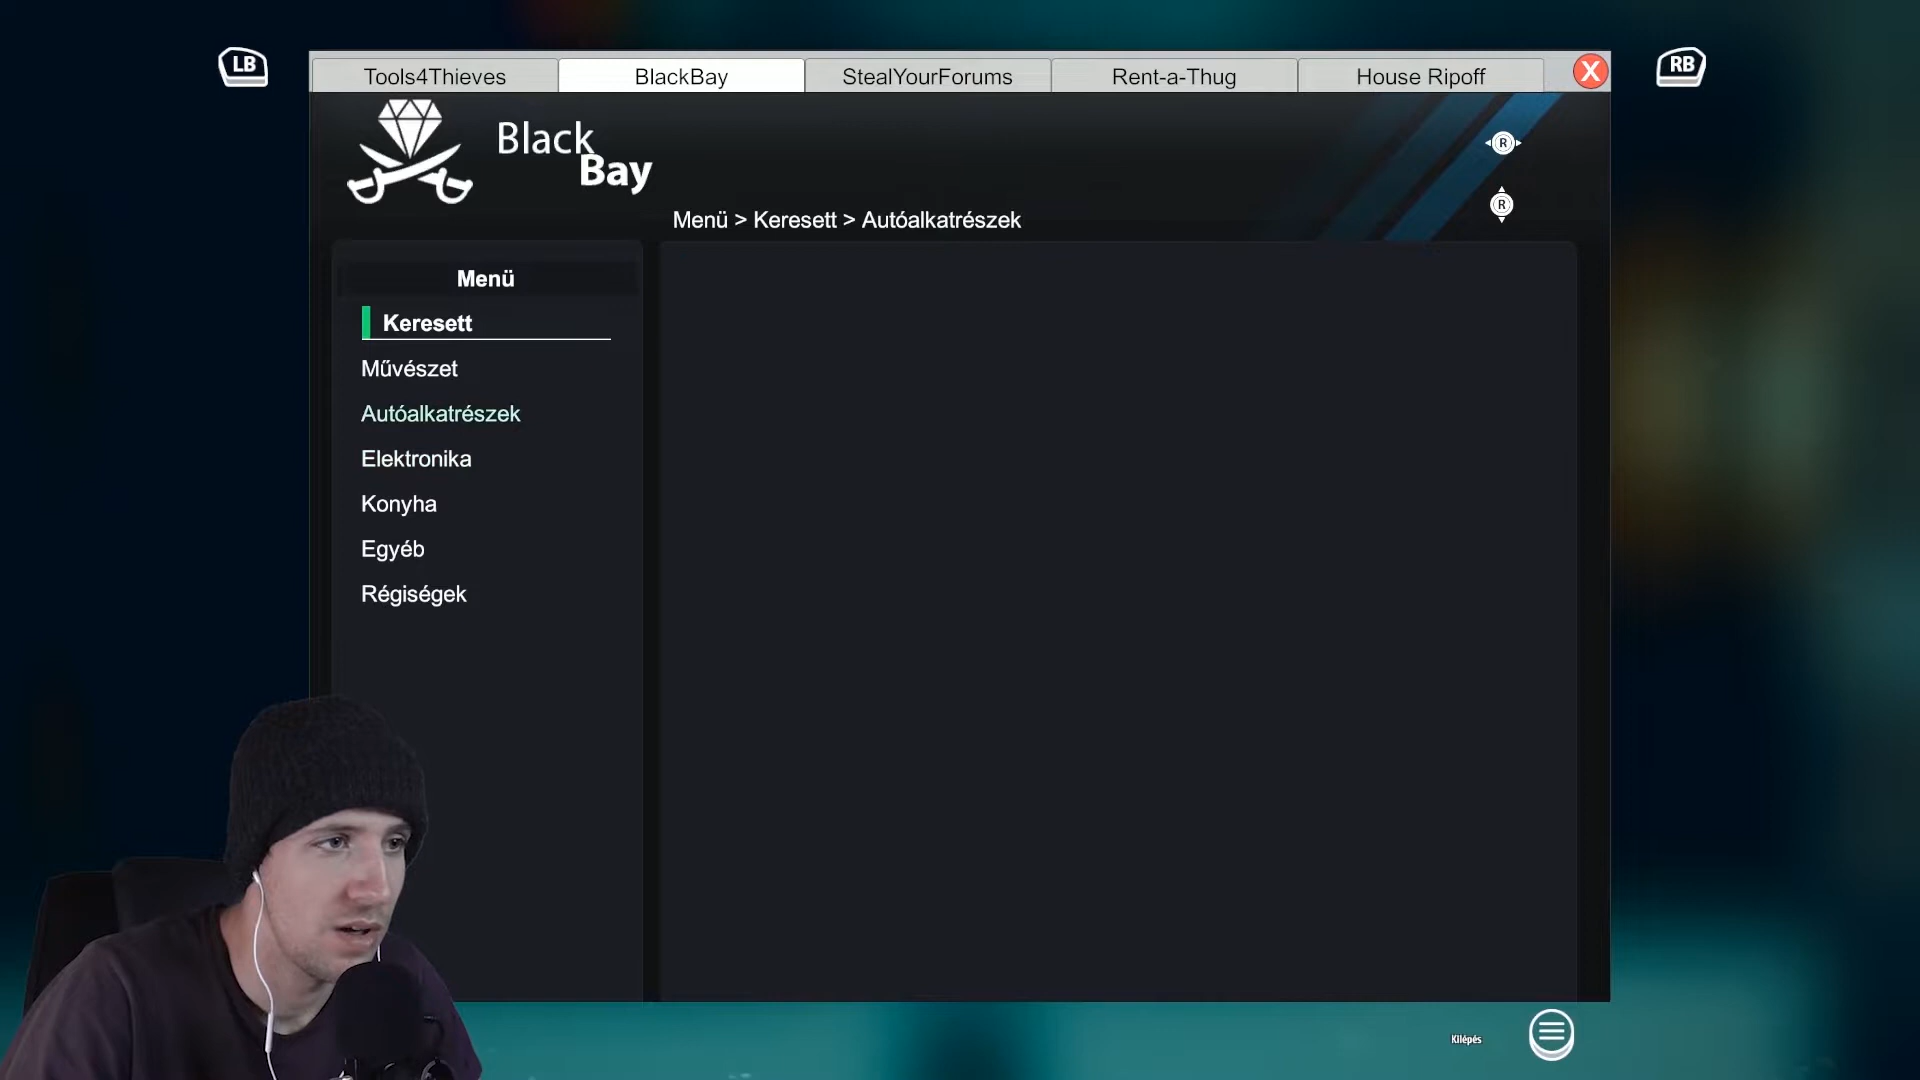 LB
RB
Tools4Thieves
BlackBay
StealYourForums
Rent-a-Thug
House Ripoff
X
Black
Bay
R
R
Menü > Keresett > Autóalkatrészek
Menü
Keresett
Művészet
Autóalkatrészek
Elektronika
Konyha
Egyéb
Régiségek
Kilépés